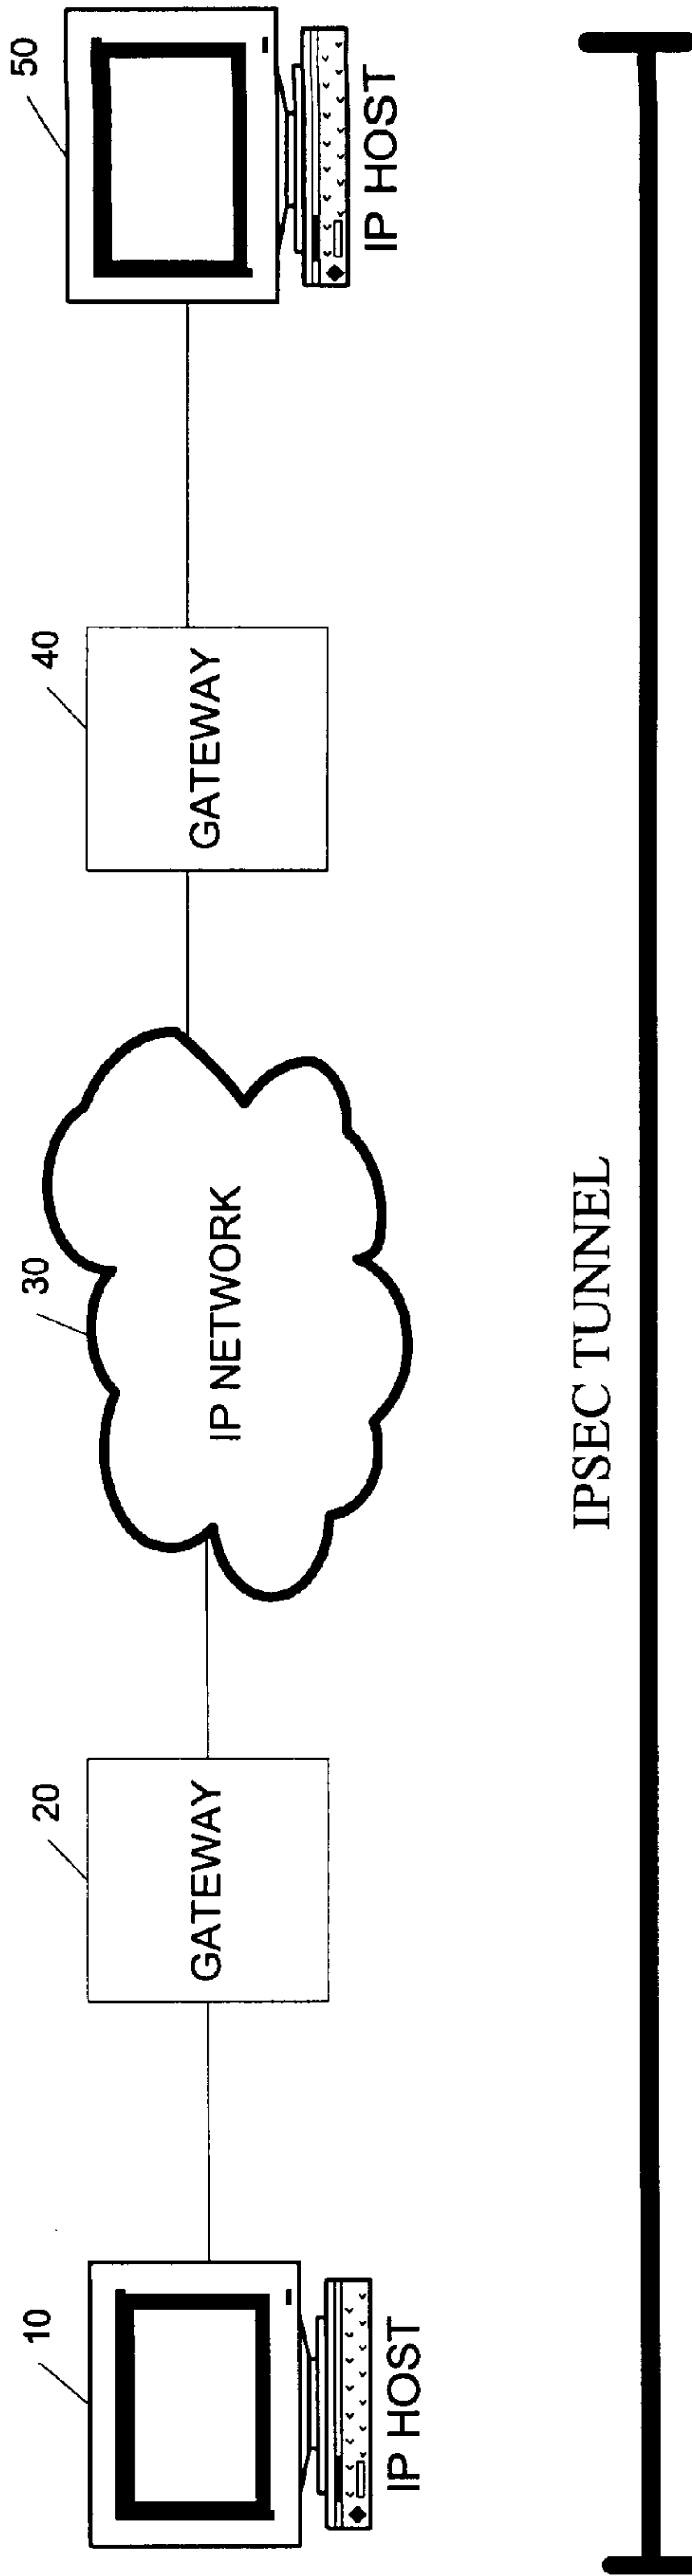 10
IP HOST
20
GATEWAY
30
IP NETWORK
40
GATEWAY
50
IP HOST
IPSEC TUNNEL